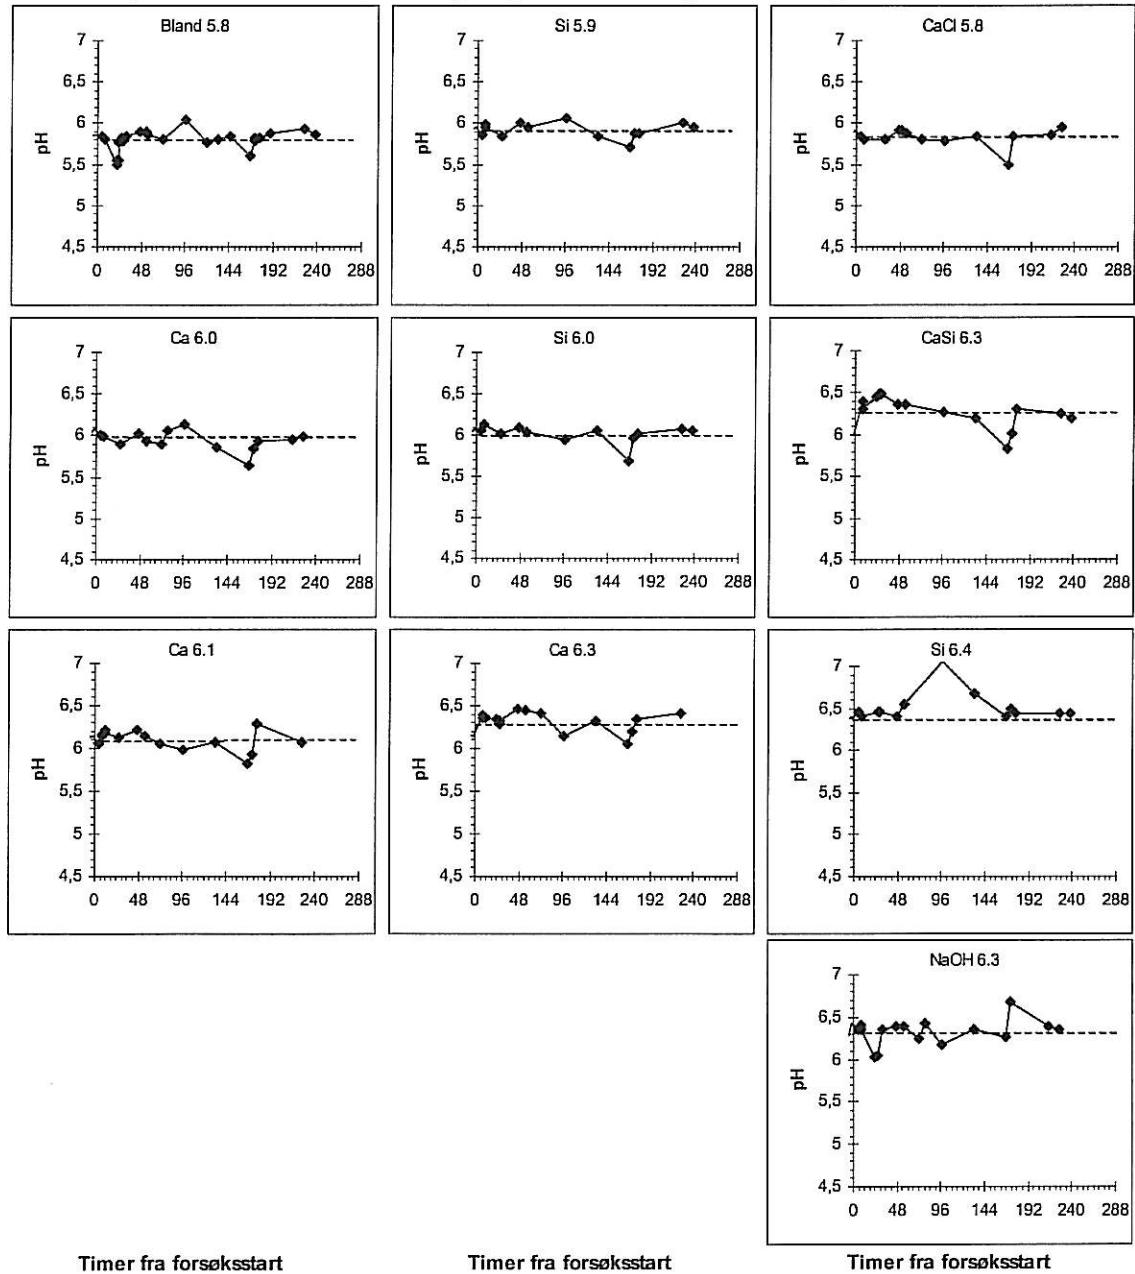 Bland 5.8
7
6,5
6
5,5
5
4,5
pH
0 48 96 144 192 240 288
Si 5.9
7
6,5
6
5,5
5
4,5
pH
0 48 96 144 192 240 288
CaCl 5.8
7
6,5
6
5,5
5
4,5
pH
0 48 96 144 192 240 288
Ca 6.0
7
6,5
6
5,5
5
4,5
pH
0 48 96 144 192 240 288
Si 6.0
7
6,5
6
5,5
5
4,5
pH
0 48 96 144 192 240 288
CaSi 6.3
7
6,5
6
5,5
5
4,5
pH
0 48 96 144 192 240 288
Ca 6.1
7
6,5
6
5,5
5
4,5
pH
0 48 96 144 192 240 288
Ca 6.3
7
6,5
6
5,5
5
4,5
pH
0 48 96 144 192 240 288
Si 6.4
7
6,5
6
5,5
5
4,5
pH
0 48 96 144 192 240 288
NaOH 6.3
7
6,5
6
5,5
5
4,5
pH
0 48 96 144 192 240 288
Timer fra forsøksstart
Timer fra forsøksstart
Timer fra forsøksstart